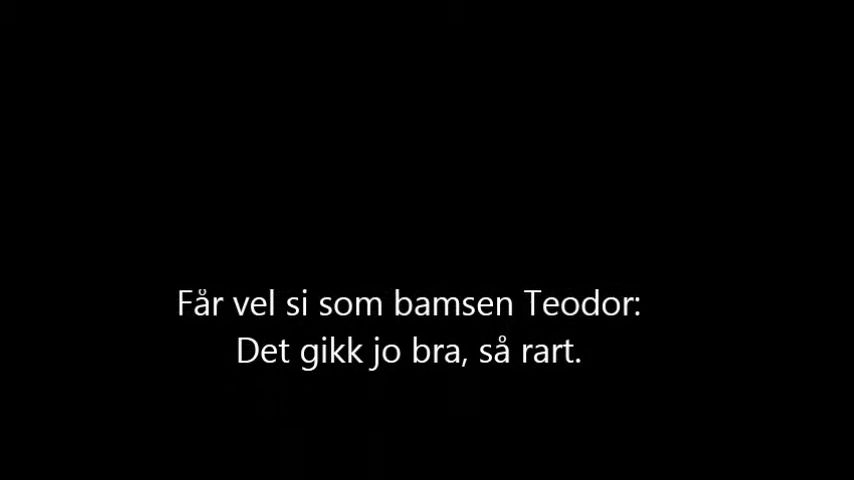 Får vel si som bamsen Teodor:
Det gikk jo bra, så rart.